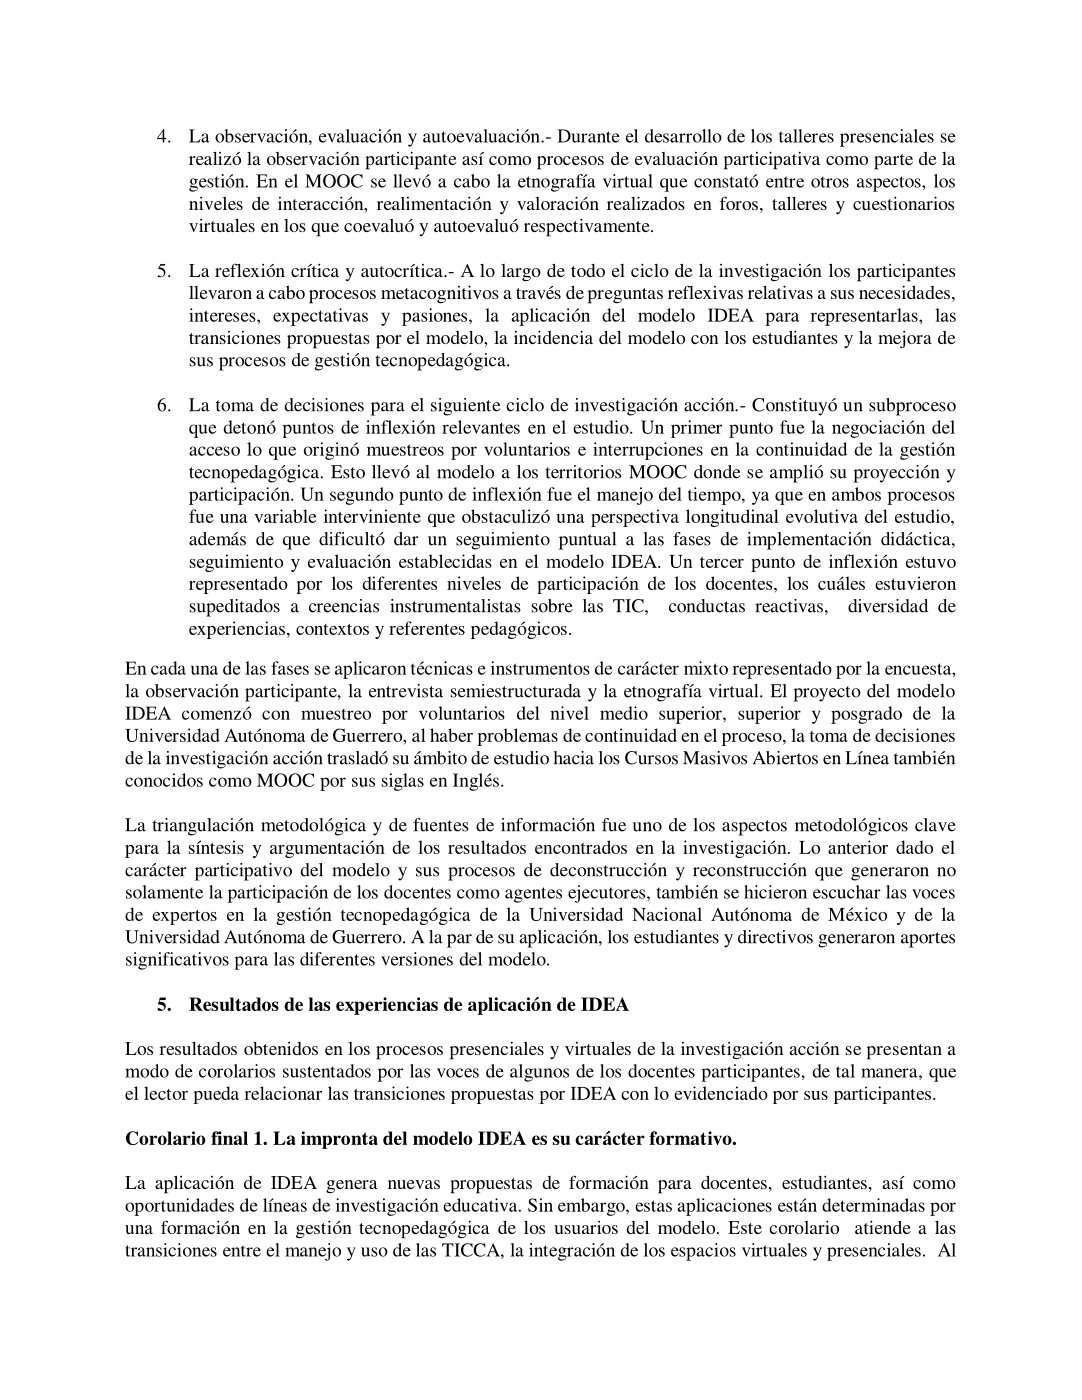 4. La observación, evaluación y autoevaluación.- Durante el desarrollo de los talleres presenciales se
realizó la observación participante así como procesos de evaluación participativa como parte de la
gestión. En el MOOC se llevó a cabo la etnografía virtual que constató entre otros aspectos, los
niveles de interacción, realimentación y valoración realizados en foros, talleres y cuestionarios
virtuales en los que coevaluó y autoevaluó respectivamente.
5. La reflexión crítica y autocrítica.- A lo largo de todo el ciclo de la investigación los participantes
llevaron a cabo procesos metacognitivos a través de preguntas reflexivas relativas a sus necesidades,
intereses, expectativas y pasiones, la aplicación del modelo IDEA para representarlas, las
transiciones propuestas por el modelo, la incidencia del modelo con los estudiantes y la mejora de
sus procesos de gestión tecnopedagógica.
6. La toma de decisiones para el siguiente ciclo de investigación acción.- Constituyó un subproceso
que detonó puntos de inflexión relevantes en el estudio. Un primer punto fue la negociación del
acceso lo que originó muestreos por voluntarios e interrupciones en la continuidad de la gestión
tecnopedagógica. Esto llevó al modelo a los territorios MOOC donde se amplió su proyección y
participación. Un segundo punto de inflexión fue el manejo del tiempo, ya que en ambos procesos
fue una variable interviniente que obstaculizó una perspectiva longitudinal evolutiva del estudio,
además de que dificultó dar un seguimiento puntual a las fases de implementación didáctica,
seguimiento y evaluación establecidas en el modelo IDEA. Un tercer punto de inflexión estuvo
representado por los diferentes niveles de participación de los docentes, los cuáles estuvieron
supeditados a creencias instrumentalistas sobre las TIC, conductas reactivas, diversidad de
experiencias, contextos y referentes pedagógicos.
En cada una de las fases se aplicaron técnicas e instrumentos de carácter mixto representado por la encuesta,
la observación participante, la entrevista semiestructurada y la etnografía virtual. El proyecto del modelo
IDEA comenzó con muestreo por voluntarios del nivel medio superior, superior y posgrado de la
Universidad Autónoma de Guerrero, al haber problemas de continuidad en el proceso, la toma de decisiones
de la investigación acción trasladó su ámbito de estudio hacia los Cursos Masivos Abiertos en Línea también
conocidos como MOOC por sus siglas en Inglés.
La triangulación metodológica y de fuentes de información fue uno de los aspectos metodológicos clave
para la síntesis y argumentación de los resultados encontrados en la investigación. Lo anterior dado el
carácter participativo del modelo y sus procesos de deconstrucción y reconstrucción que generaron no
solamente la participación de los docentes como agentes ejecutores, también se hicieron escuchar las voces
de expertos en la gestión tecnopedagógica de la Universidad Nacional Autónoma de México y de la
Universidad Autónoma de Guerrero. A la par de su aplicación, los estudiantes y directivos generaron aportes
significativos para las diferentes versiones del modelo.
5. Resultados de las experiencias de aplicación de IDEA
Los resultados obtenidos en los procesos presenciales y virtuales de la investigación acción se presentan a
modo de corolarios sustentados por las voces de algunos de los docentes participantes, de tal manera, que
el lector pueda relacionar las transiciones propuestas por IDEA con lo evidenciado por sus participantes.
Corolario final 1. La impronta del modelo IDEA es su carácter formativo.
La aplicación de IDEA genera nuevas propuestas de formación para docentes, estudiantes, así como
oportunidades de líneas de investigación educativa. Sin embargo, estas aplicaciones están determinadas por
una formación en la gestión tecnopedagógica de los usuarios del modelo. Este corolario atiende a las
transiciones entre el manejo y uso de las TICCA, la integración de los espacios virtuales y presenciales. Al